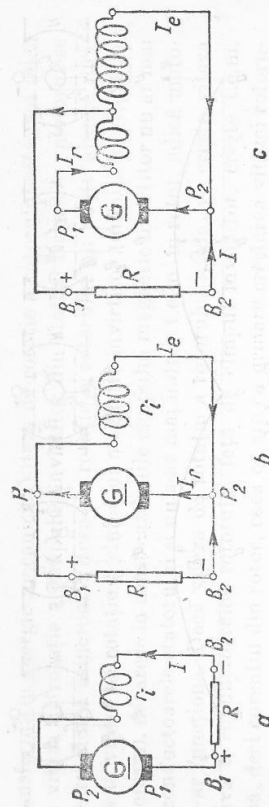 P₂
G
P₁
rᵢ
I
B₁ +
R
− B₂
a
P₁
B₁ +
G
R
rᵢ
Iₑ
Iᵣ
−
B₂
P₂
b
P₁
Iᵣ
B₁ +
G
R
Iₑ
−
P₂
B₂
I
c